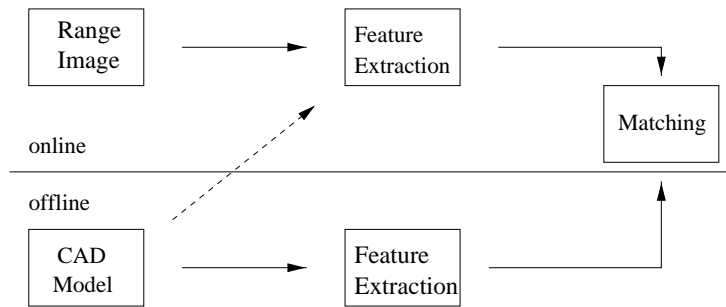 Range
Image
Feature
Extraction
Matching
online
offline
CAD
Model
Feature
Extraction